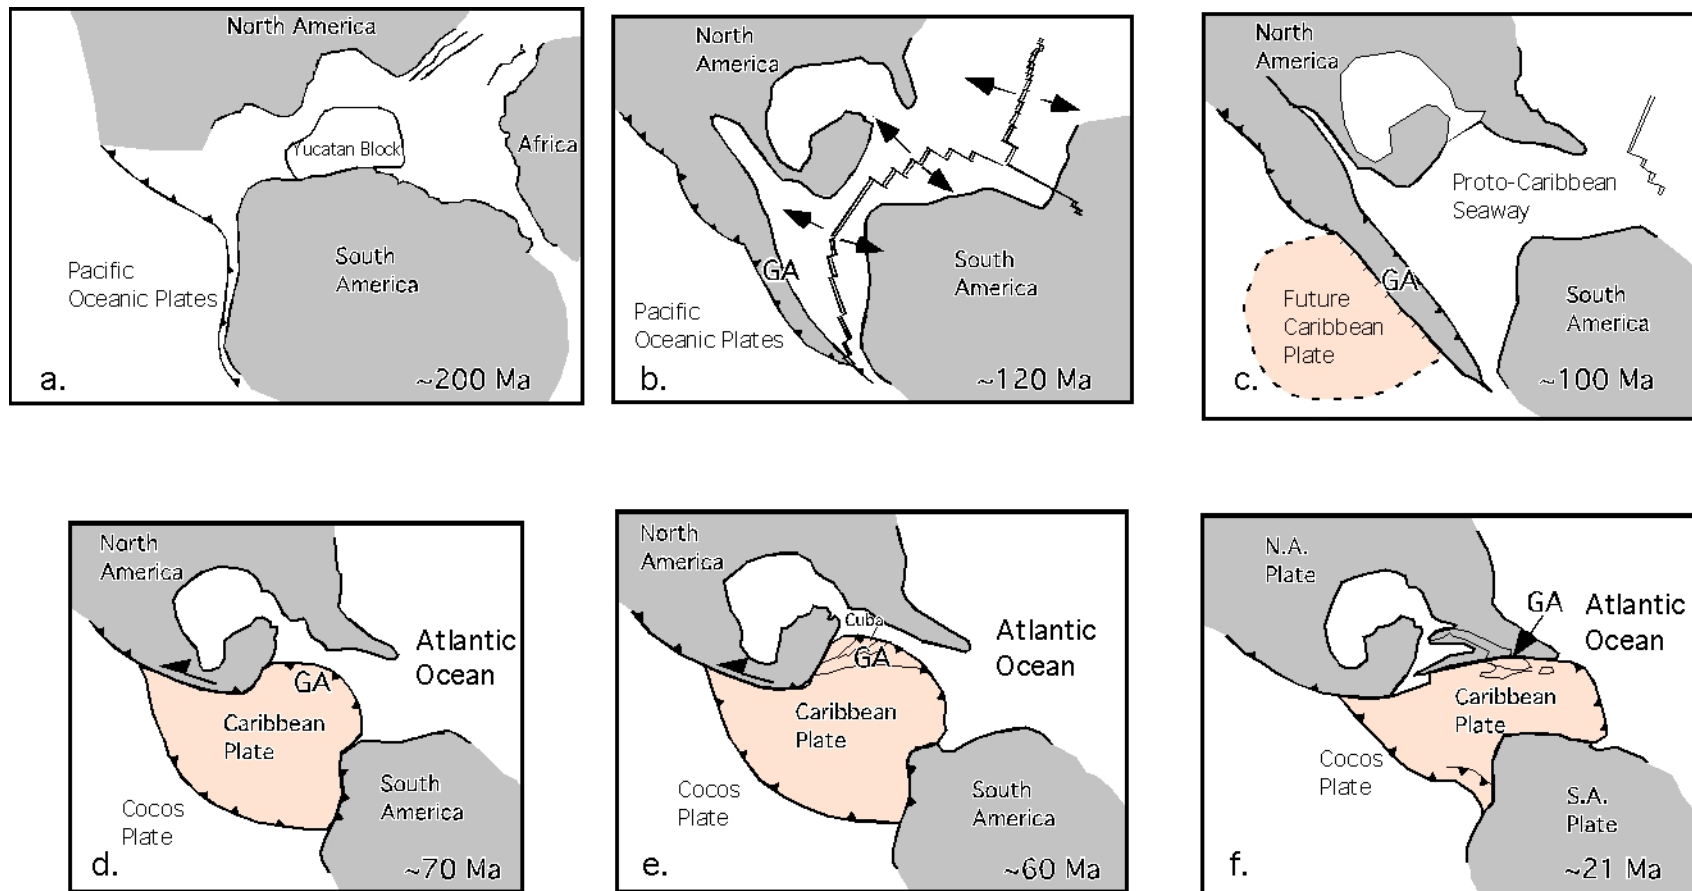 North America
Yucatan Block
Africa
South
America
Pacific
Oceanic Plates
a.
~200 Ma
North
America
GA
South
America
Pacific
Oceanic Plates
b.
~120 Ma
North
America
Proto-Caribbean
Seaway
GA
Future
Caribbean
Plate
South
America
c.
~100 Ma
North
America
Atlantic
Ocean
GA
Caribbean
Plate
South
America
Cocos
Plate
d.
~70 Ma
North
America
Cuba
GA
Atlantic
Ocean
Caribbean
Plate
Cocos
Plate
South
America
e.
~60 Ma
N.A.
Plate
GA
Atlantic
Ocean
Caribbean
Plate
Cocos
Plate
S.A.
Plate
f.
~21 Ma